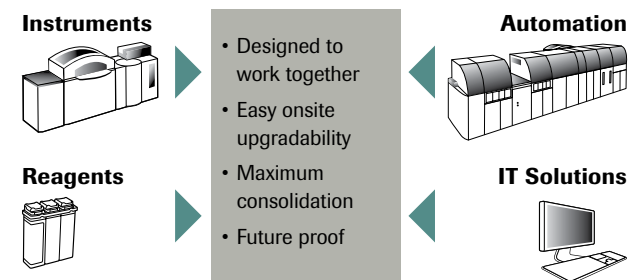 Instruments
Reagents
• Designed to
work together
• Easy onsite
upgradability
• Maximum
consolidation
• Future proof
Automation
IT Solutions